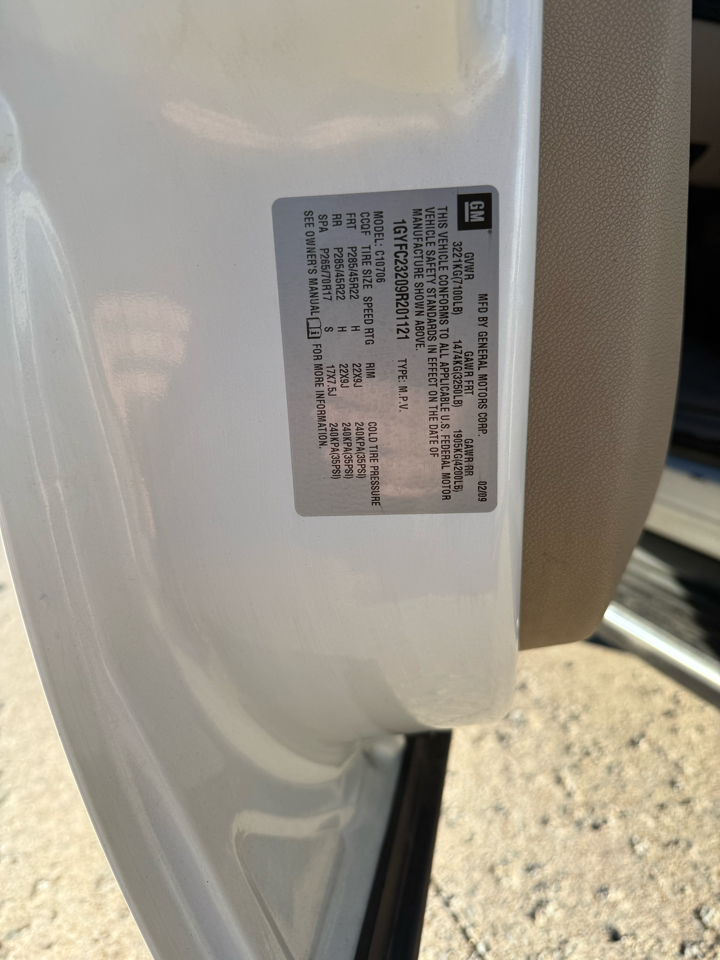 GM
MFD BY GENERAL MOTORS CORP. 02/09
GVWR GAWR FRT GAWR RR
3221KG(7100LB) 1474KG(3250LB) 1905KG(4200LB)
THIS VEHICLE CONFORMS TO ALL APPLICABLE U.S. FEDERAL MOTOR
VEHICLE SAFETY STANDARDS IN EFFECT ON THE DATE OF
MANUFACTURE SHOWN ABOVE.
1GYFC23209R201121 TYPE: M.P.V.
MODEL: C10706
CCQF TIRE SIZE SPEED RTG RIM COLD TIRE PRESSURE
FRT P285/45R22 H 22X9J 240KPA(35PSI)
RR P285/45R22 H 22X9J 240KPA(35PSI)
SPA P265/70R17 S 17X7.5J 240KPA(35PSI)
SEE OWNER'S MANUAL FOR MORE INFORMATION.